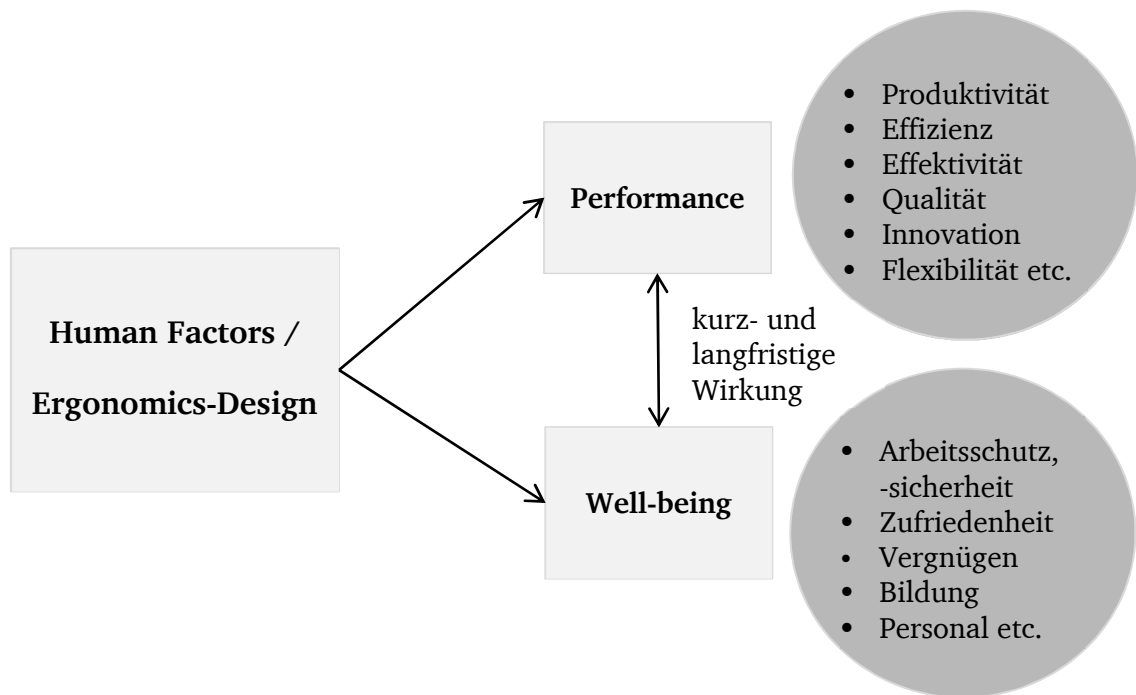 Human Factors /
Ergonomics-Design
Performance
• Produktivität
• Effizienz
• Effektivität
• Qualität
• Innovation
• Flexibilität etc.
kurz- und
langfristige
Wirkung
Well-being
• Arbeitsschutz,
-sicherheit
• Zufriedenheit
• Vergnügen
• Bildung
• Personal etc.